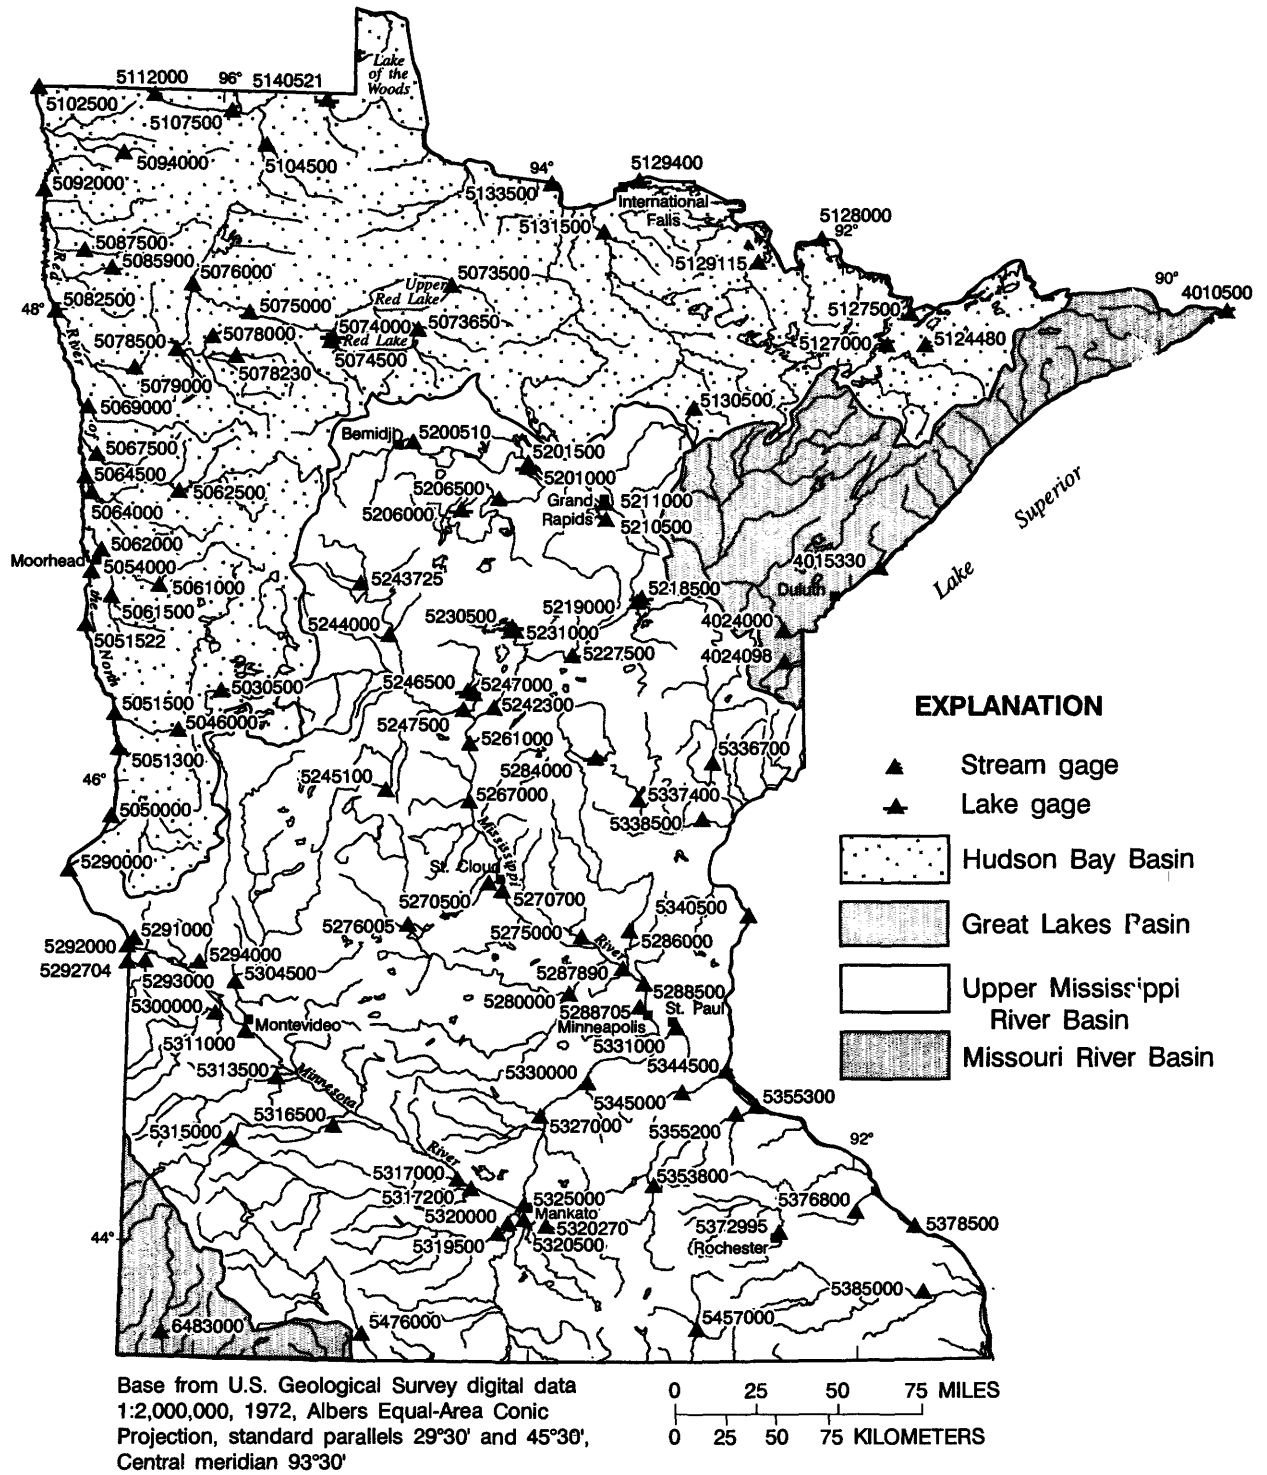 5112000
96°
5140521
Lake
of the
Woods
5102500
5107500
5094000
5104500
5092000
5133500
94°
5129400
International
Falls
5131500
5128000
92°
5129115
5087500
5085900
5076000
Upper
Red Lake
5073500
Red
River
of
the
North
48°
5082500
5075000
5078000
5074000
Red Lake
5073650
5074500
5078500
5078230
5079000
5127500
5127000
5124480
90°
4010500
5069000
5130500
Bemidji
5200510
5067500
5064500
5062500
5064000
5201500
5201000
5206500
5206000
Grand
Rapids
5211000
5210500
Lake
Superior
5062000
Moorhead
5054000
5061000
5061500
5051522
5243725
5244000
5230500
5231000
5219000
5218500
5227500
4015330
Duluth
4024000
4024098
5030500
5246500
5247000
5242300
5247500
5051500
5046000
5051300
5261000
5284000
5336700
46°
5245100
5267000
5337400
5338500
5050000
5290000
Mississippi
River
St. Cloud
5270500
5270700
5276005
5275000
5340500
5286000
5291000
5292000
5292704
5293000
5294000
5304500
5287890
5280000
5288500
5288705
St. Paul
Minneapolis
5331000
5300000
Montevideo
5311000
5313500
Minnesota
River
5330000
5344500
5345000
5355300
5327000
5355200
5316500
5315000
92°
5317000
5317200
5353800
5325000
Mankato
5320000
5320270
5319500
5320500
5376800
5372995
Rochester
5378500
44°
5385000
6483000
5476000
5457000
EXPLANATION
Stream gage
Lake gage
Hudson Bay Basin
Great Lakes Basin
Upper Mississippi
River Basin
Missouri River Basin
Base from U.S. Geological Survey digital data
1:2,000,000, 1972, Albers Equal-Area Conic
Projection, standard parallels 29°30' and 45°30',
Central meridian 93°30'
0 25 50 75 MILES
0 25 50 75 KILOMETERS